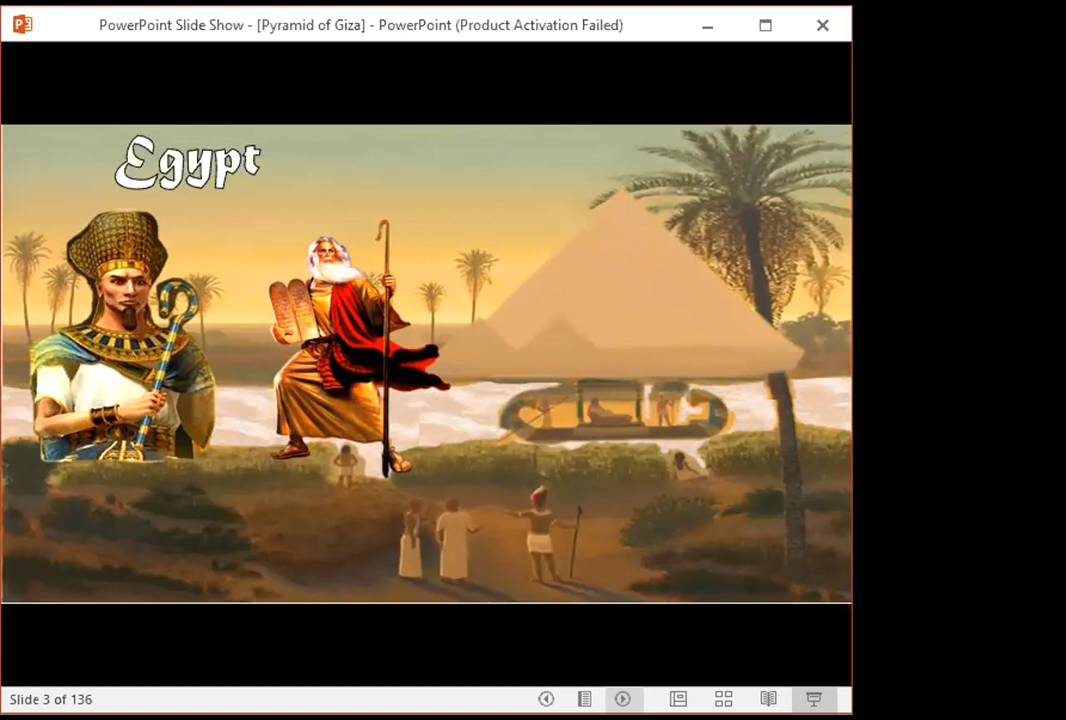 PowerPoint Slide Show - [Pyramid of Giza] - PowerPoint (Product Activation Failed)
Egypt
Slide 3 of 136